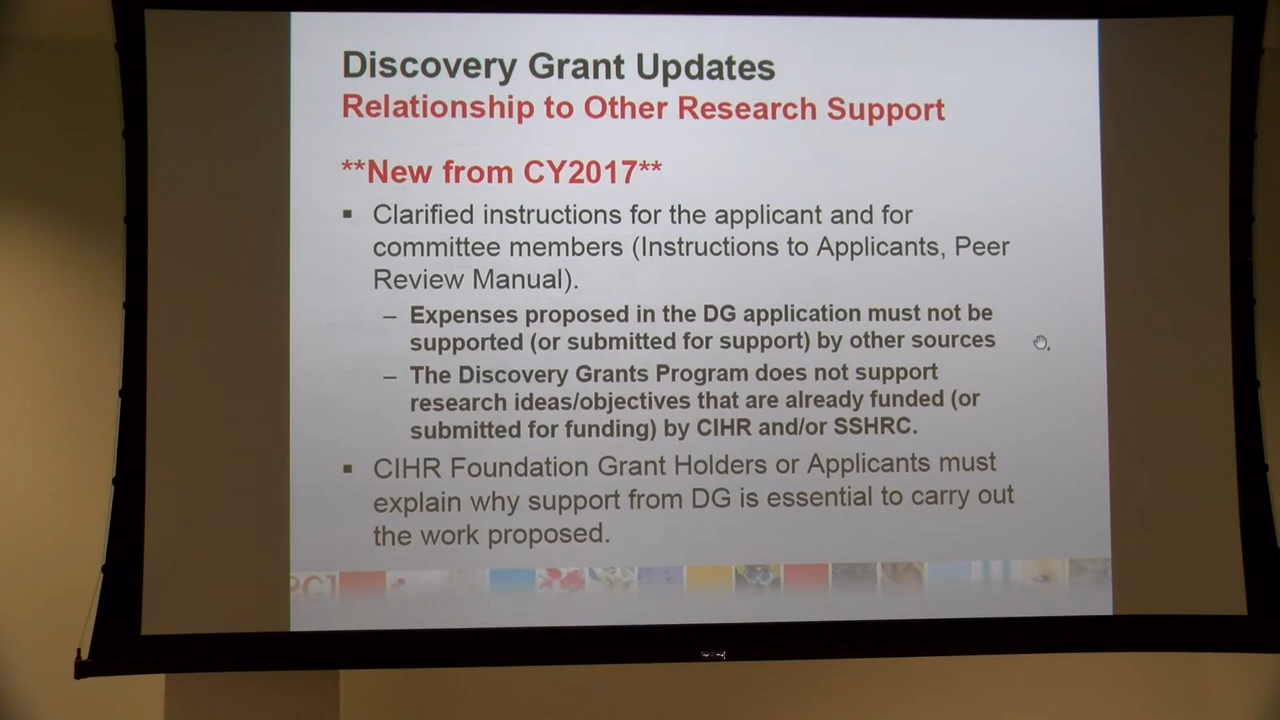 Discovery Grant Updates
Relationship to Other Research Support
**New from CY2017**
▪ Clarified instructions for the applicant and for
committee members (Instructions to Applicants, Peer
Review Manual).
– Expenses proposed in the DG application must not be
supported (or submitted for support) by other sources
– The Discovery Grants Program does not support
research ideas/objectives that are already funded (or
submitted for funding) by CIHR and/or SSHRC.
▪ CIHR Foundation Grant Holders or Applicants must
explain why support from DG is essential to carry out
the work proposed.